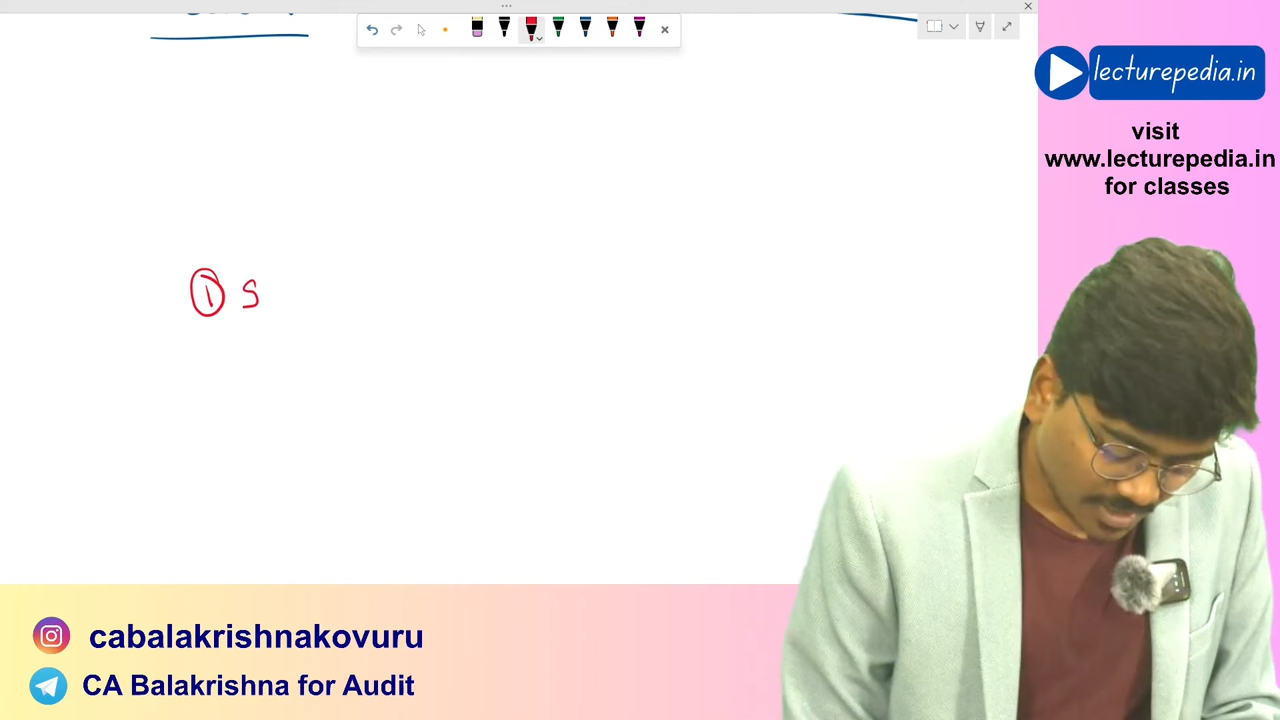 ① S
lecturepedia.in
visit
www.lecturepedia.in
for classes
cabalakrishnakovuru
CA Balakrishna for Audit